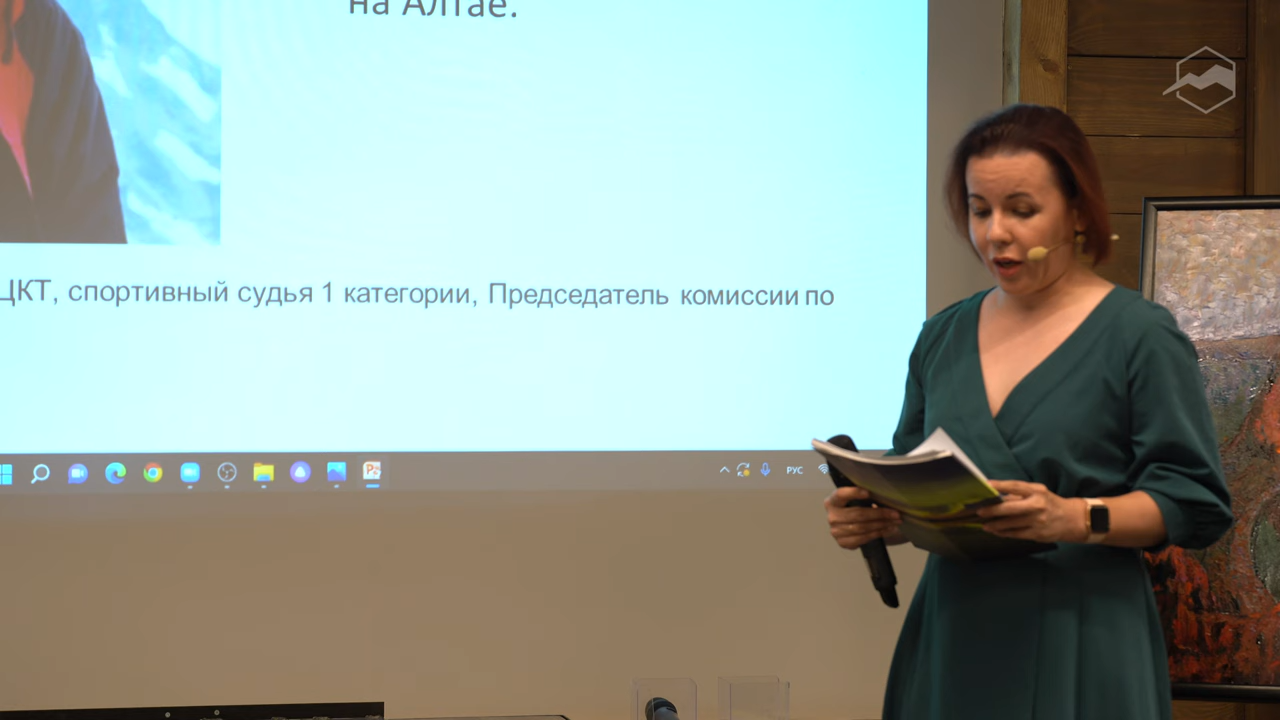 на Алтае.
ЦКТ, спортивный судья 1 категории, Председатель комиссии по
РУС